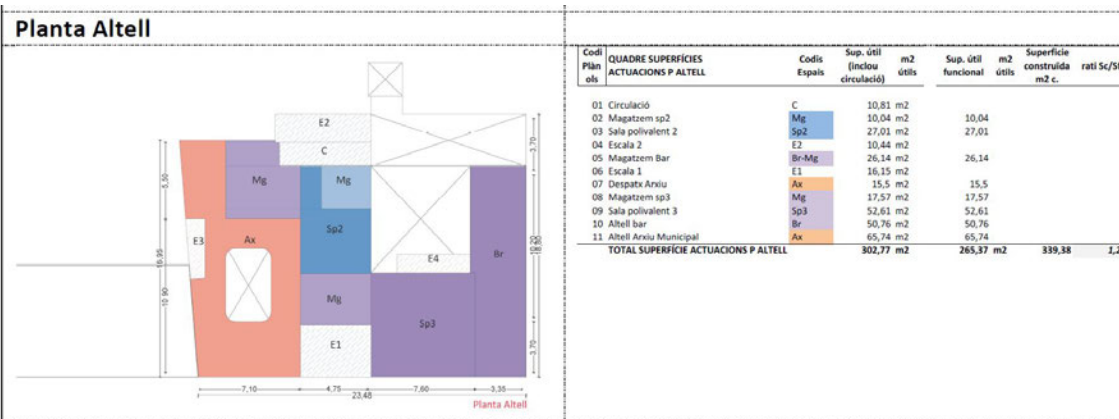 Planta Altell
E2
C
Mg
Mg
Sp2
E3
Ax
E4
Br
Mg
Sp3
E1
3,70
5,50
10,90
3,70
7,10
4,75
7,60
3,35
23,48
Planta Altell
Codi Plàn ols QUADRE SUPERFÍCIES ACTUACIONS P ALTELL Codis Espais Sup. útil (inclou circulació) m2 útils Sup. útil funcional m2 útils Superfície construïda m2 c. rati Sc/S
01 Circulació C 10,81 m2
02 Magatzem sp2 Mg 10,04 m2 10,04
03 Sala polivalent 2 Sp2 27,01 m2 27,01
04 Escala 2 E2 10,44 m2
05 Magatzem Bar Br-Mg 26,14 m2 26,14
06 Escala 1 E1 16,15 m2
07 Despatx Arxiu Ax 15,5 m2 15,5
08 Magatzem sp3 Mg 17,57 m2 17,57
09 Sala polivalent 3 Sp3 52,61 m2 52,61
10 Altell bar Br 50,76 m2 50,76
11 Altell Arxiu Municipal Ax 65,74 m2 65,74
TOTAL SUPERFÍCIE ACTUACIONS P ALTELL 302,77 m2 265,37 m2 339,38 1,2